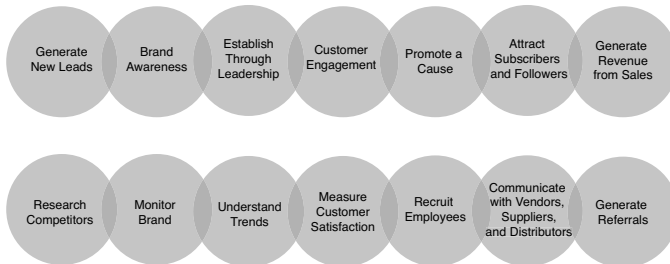 Generate
New Leads
Brand
Awareness
Establish
Through
Leadership
Customer
Engagement
Promote a
Cause
Attract
Subscribers
and Followers
Generate
Revenue
from Sales
Research
Competitors
Monitor
Brand
Understand
Trends
Measure
Customer
Satisfaction
Recruit
Employees
Communicate
with Vendors,
Suppliers,
and Distributors
Generate
Referrals